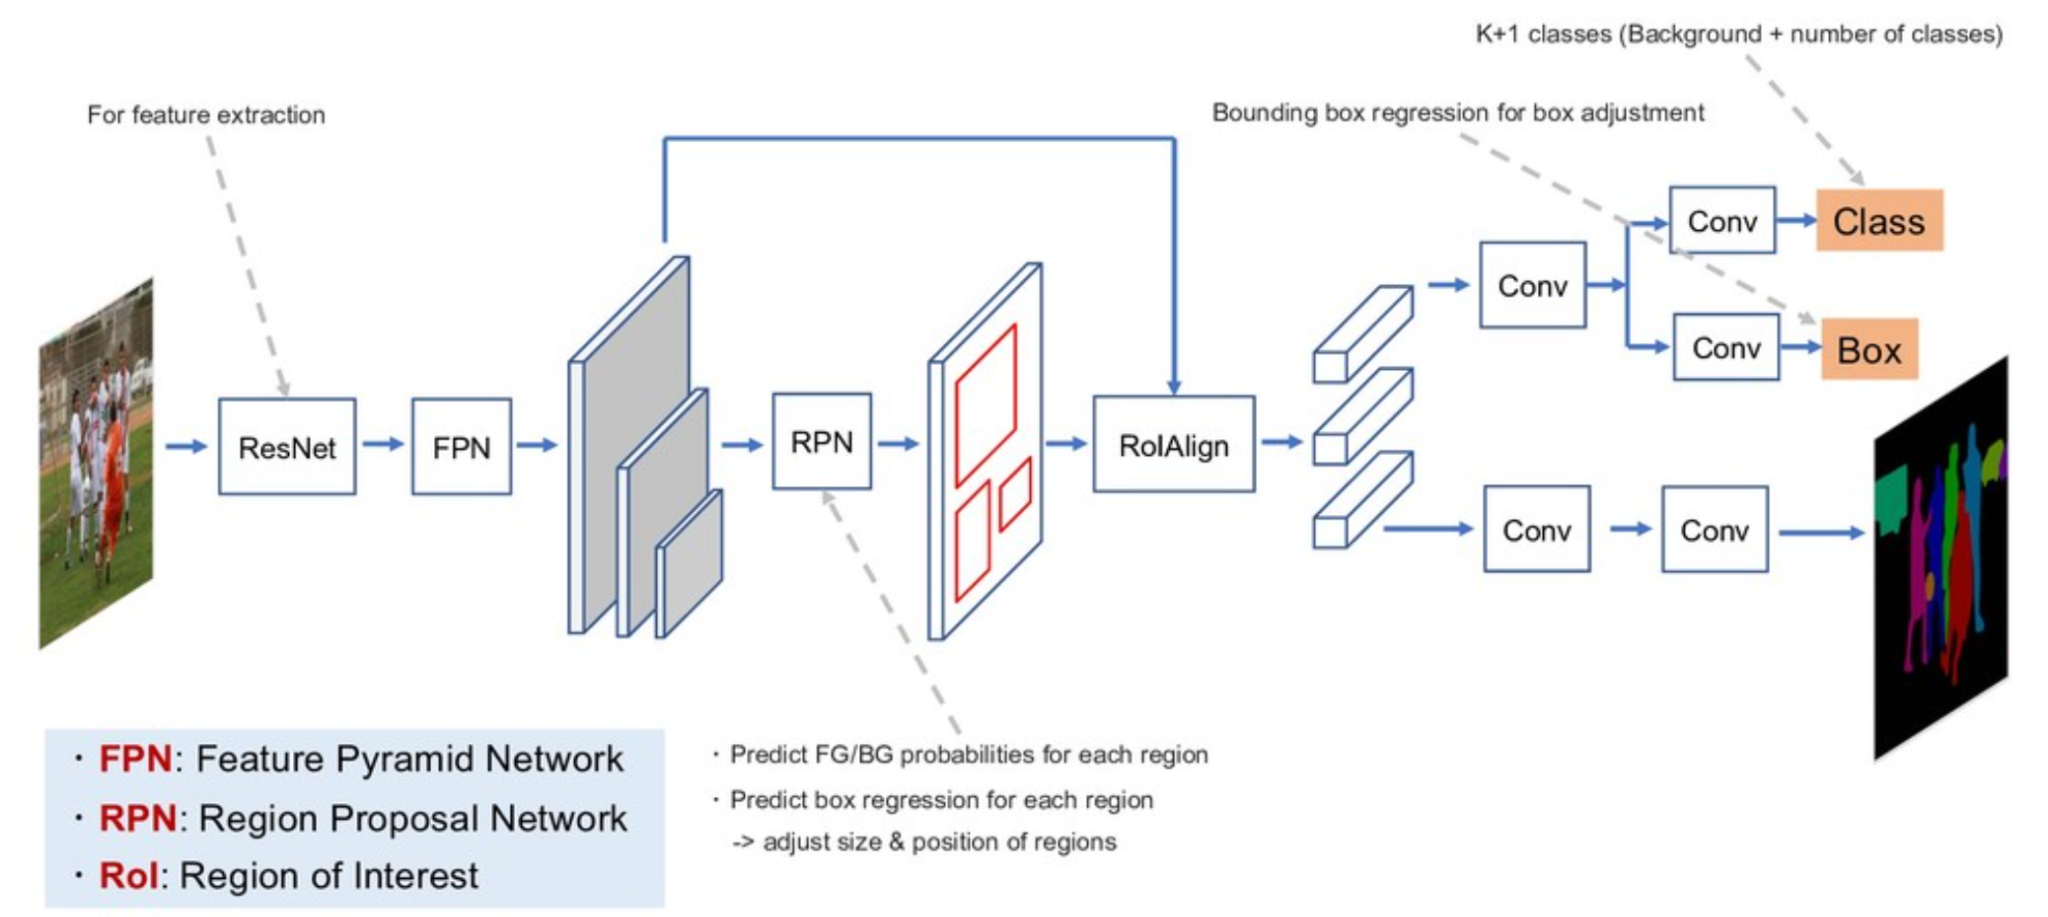 K+1 classes (Background + number of classes)
For feature extraction
Bounding box regression for box adjustment
Conv
Class
Conv
Conv
Box
ResNet
FPN
RPN
RoIAlign
Conv
Conv
· FPN: Feature Pyramid Network
· RPN: Region Proposal Network
· RoI: Region of Interest
· Predict FG/BG probabilities for each region
· Predict box regression for each region
-> adjust size & position of regions